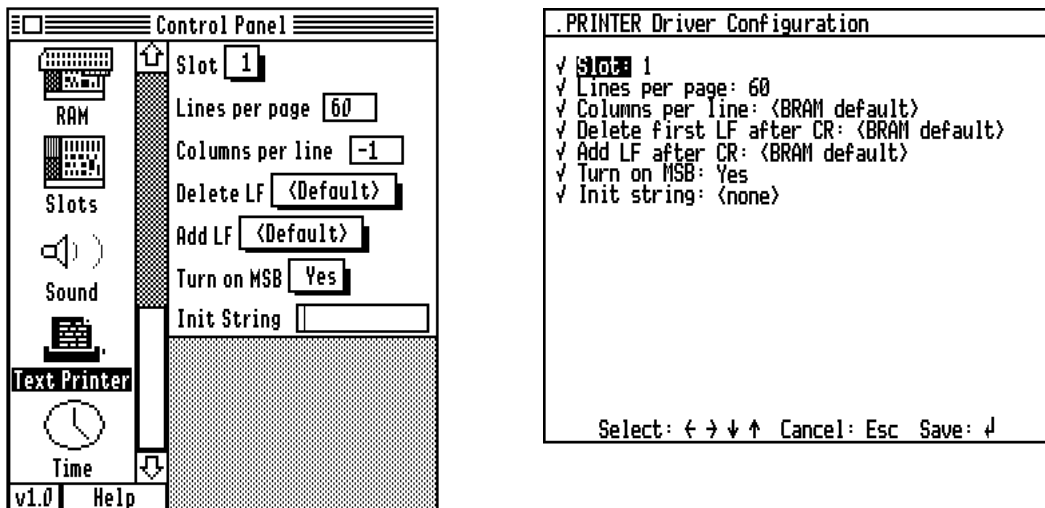 Control Panel
RAM
Slots
Sound
Text Printer
Time
v1.0 Help
Slot 1
Lines per page 60
Columns per line -1
Delete LF <Default>
Add LF <Default>
Turn on MSB Yes
Init String
.PRINTER Driver Configuration
√ Slot: 1
√ Lines per page: 60
√ Columns per line: <BRAM default>
√ Delete first LF after CR: <BRAM default>
√ Add LF after CR: <BRAM default>
√ Turn on MSB: Yes
√ Init string: <none>
Select: ← → ↓ ↑ Cancel: Esc Save: ↲